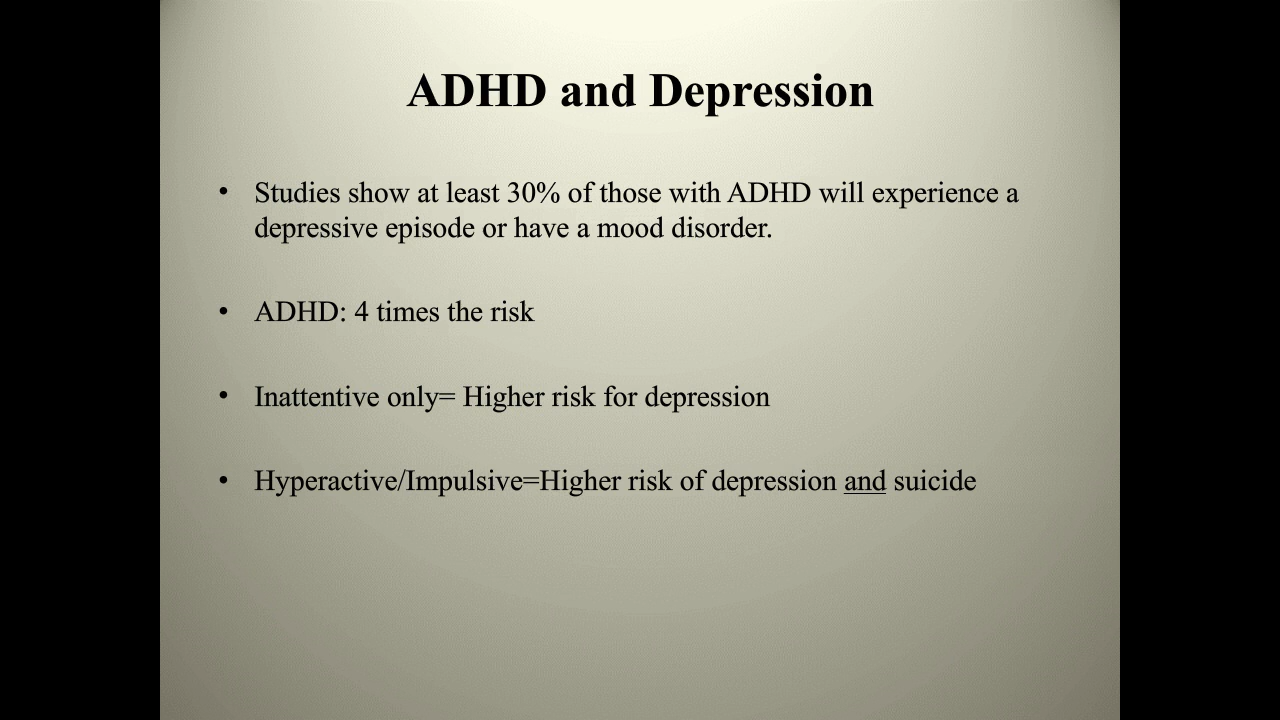 ADHD and Depression
• Studies show at least 30% of those with ADHD will experience a
depressive episode or have a mood disorder.
• ADHD: 4 times the risk
• Inattentive only= Higher risk for depression
• Hyperactive/Impulsive=Higher risk of depression and suicide